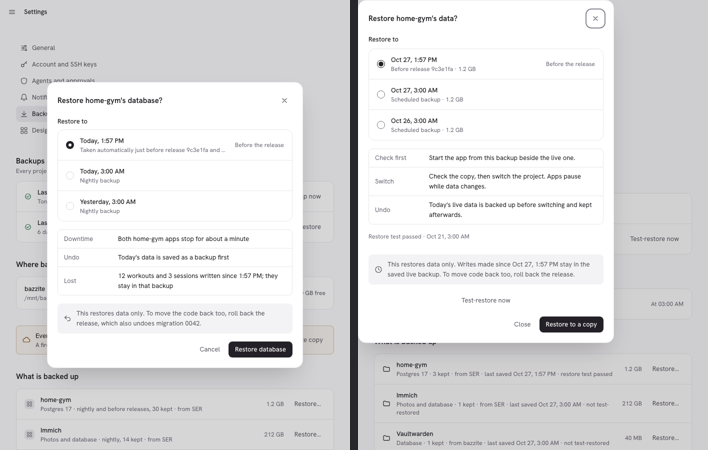 Settings
General
Account and SSH keys
Agents and approvals
Restore home-gym's database?
Restore to
Today, 1:57 PM
Taken automatically just before release 9c3e1fa and ...
Before the release
Today, 3:00 AM
Nightly backup
Yesterday, 3:00 AM
Nightly backup
Downtime
Both home-gym apps stop for about a minute
Undo
Today's data is saved as a backup first
Lost
12 workouts and 3 sessions written since 1:57 PM; they
stay in that backup
This restores data only. To move the code back too, roll back the
release, which also undoes migration 0042.
Cancel
Restore database
Backups
bazzite
What is backed up
home-gym
Postgres 17 · nightly and before releases, 30 kept · from SER
1.2 GB
Restore...
Immich
Photos and database · nightly, 14 kept · from SER
212 GB
Restore...
Restore home-gym's data?
Restore to
Oct 27, 1:57 PM
Before release 9c3e1fa · 1.2 GB
Before the release
Oct 27, 3:00 AM
Scheduled backup · 1.2 GB
Oct 26, 3:00 AM
Scheduled backup · 1.2 GB
Check first
Start the app from this backup beside the live one.
Switch
Check the copy, then switch the project. Apps pause
while data changes.
Undo
Today's live data is backed up before switching and kept
afterwards.
Restore test passed · Oct 21, 3:00 AM
This restores data only. Writes made since Oct 27, 1:57 PM stay in the
saved live backup. To move code back too, roll back the release.
Test-restore now
Close
Restore to a copy
Test-restore now
At 03:00 AM
What is backed up
home-gym
Postgres 17 · 3 kept · from SER · last saved Oct 27, 1:57 PM · restore test passed
1.2 GB
Restore...
Immich
Photos and database · 1 kept · from SER · last saved Oct 27, 3:00 AM · not test-
restored
212 GB
Restore...
Vaultwarden
Database · 1 kept · from bazzite · last saved Oct 27, 3:00 AM · not test-restored
40 MB
Restore...